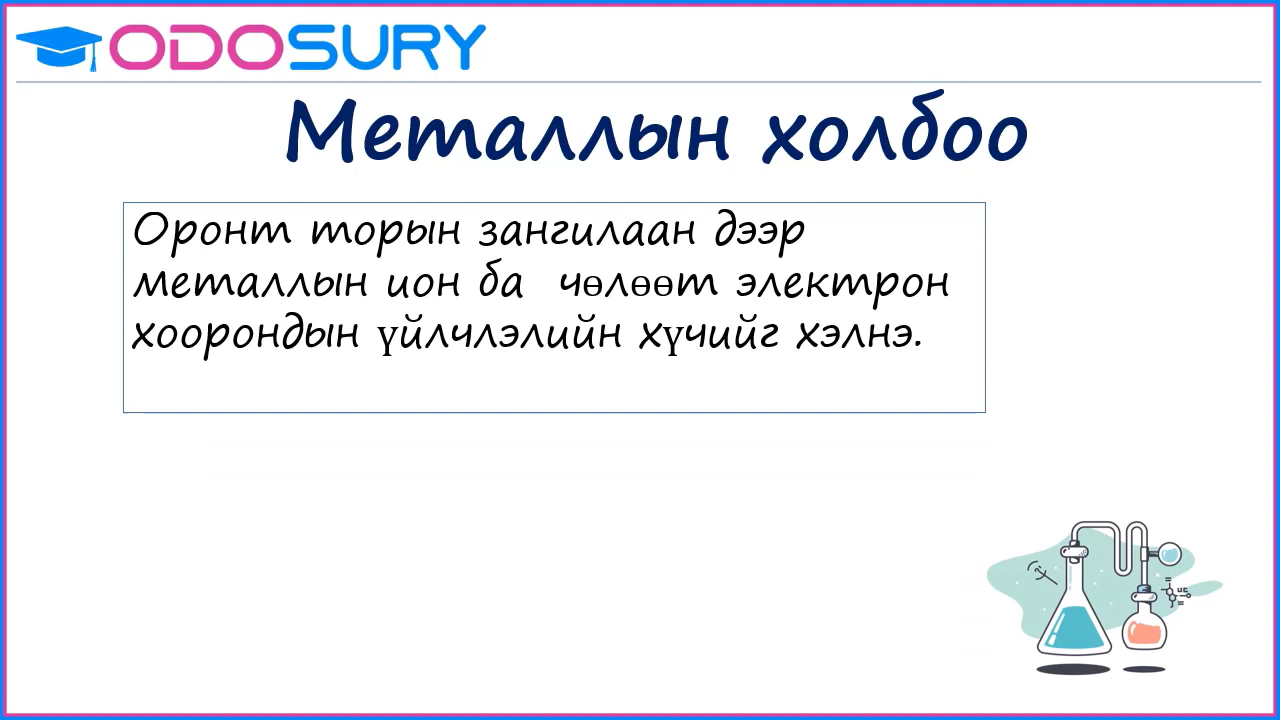 ODOSURY
Металлын холбоо
Оронт торын зангилаан дээр
металлын ион ба чөлөөт электрон
хоорондын үйлчлэлийн хүчийг хэлнэ.